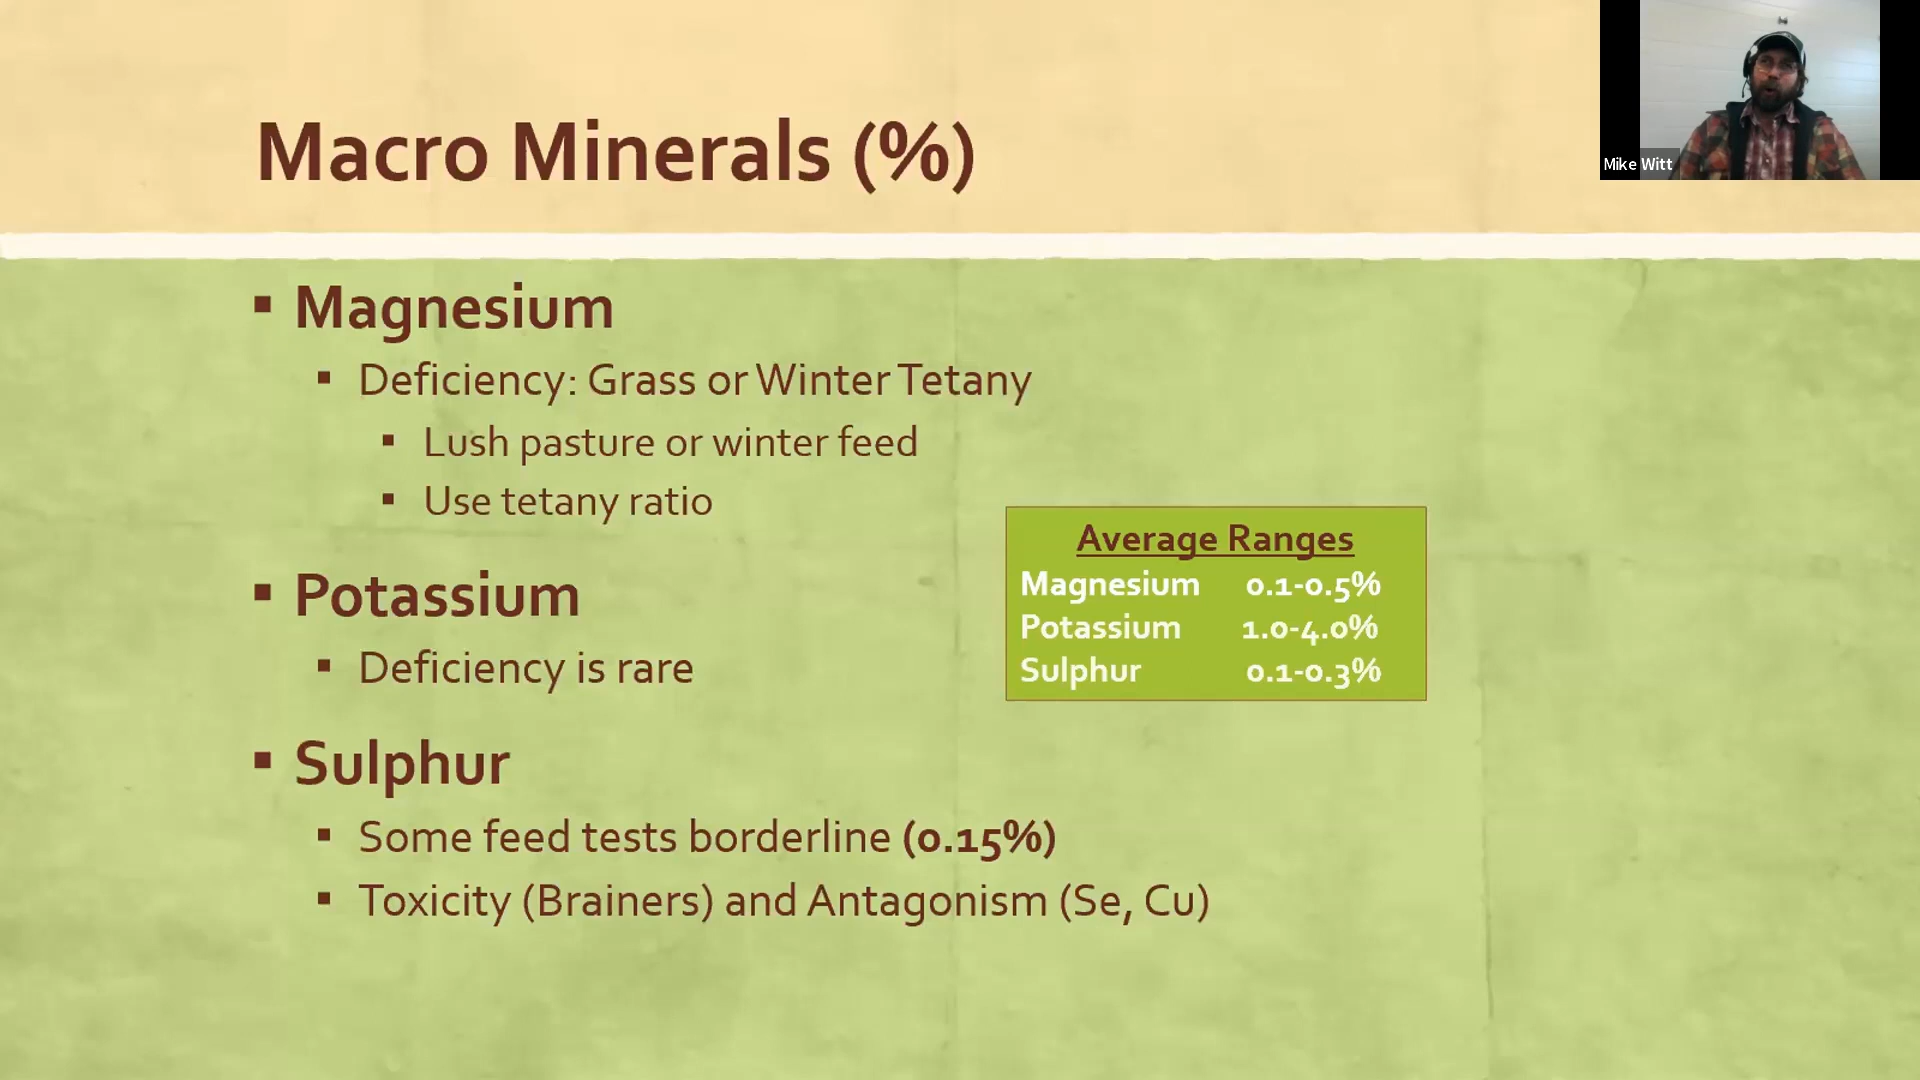 Macro Minerals (%)
Mike Witt
▪ Magnesium
▪ Deficiency: Grass or Winter Tetany
▪ Lush pasture or winter feed
▪ Use tetany ratio
▪ Potassium
▪ Deficiency is rare
▪ Sulphur
▪ Some feed tests borderline (0.15%)
▪ Toxicity (Brainers) and Antagonism (Se, Cu)
Average Ranges
Magnesium 0.1-0.5%
Potassium 1.0-4.0%
Sulphur 0.1-0.3%